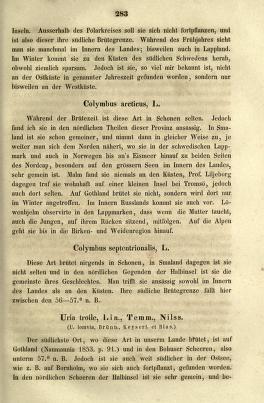 283
Inseln. Ausserhalb des Polarkreises soll sie sich nicht fortpflanzen, und
ist also dieser ihre südliche Brütegrenze. Während des Frühjahres sieht
man sie manchmal im Innern des Landes; bisweilen auch in Lappland.
Im Winter kommt sie zu den Küsten des südlichen Schwedens herab,
obwohl ziemlich sparsam. Jedoch ist sie, so viel mir bekannt ist, nicht
an der Ostküste in genannter Jahreszeit gefunden worden, sondern nur
bisweilen an der Westküste.
Colymbus arcticus, L.
Während der Brütezeit ist diese Art in Schonen selten. Jedoch
fand ich sie in den nördlichen Theilen dieser Provinz ansässig. In Sma-
land ist sie schon gemeiner, und nimmt dann in gleicher Weise zu, je
weiter man sich dem Norden nähert, wo sie in der schwedischen Lapp-
mark und auch in Norwegen bis an's Eismeer hinauf zu beiden Seiten
des Nordcap, besonders auf den grössern Seen im Innern des Landes,
sehr gemein ist. Malm fand sie niemals an den Küsten, Prof. Liljeborg
dagegen traf sie wohnhaft auf einer kleinen Insel bei Tromsö, jedoch
auch dort selten. Auf Gothland brütet sie nicht, sondern wird dort nur
im Winter angetroffen. Im Innern Russlands kommt sie auch vor. Lö-
wenhjelm observirte in den Lappmarken, dass wenn die Mutter taucht,
auch die Jungen, auf ihrem Rücken sitzend, mitfolgen. Auf die Alpen
geht sie bis in die Birken- und Weidenregion hinauf.
Colymbus septentrionalis, L.
Diese Art brütet nirgends in Schonen, in Smaland dagegen ist sie
nicht selten und in den nördlichen Gegenden der Halbinsel ist sie die
gemeinste ihres Geschlechtes. Man trifft sie ansässig sowohl im Innern
des Landes als an den Küsten. Ihre südliche Brütegrenze fällt hier
zwischen den 56—57.° n. B.
Uria troile, Lin., Temm., Nilss.
(U. lomvia, Brünn., Keyserl. et Blas.)
Der südlichste Ort, wo diese Art in unserm Lande brütet, ist auf
Gothland (Naumannia 1853. p. 91.) und in den Bohuser Scheeren, also
unterm 57.° n. B. Jedoch ist sie auch weit südlicher in der Ostsee,
wie z. B. auf Bornholm, wo sie sich auch fortpflanzt, gefunden worden.
In den nördlichen Scheeren der Halbinsel ist sie sehr gemein, und be-